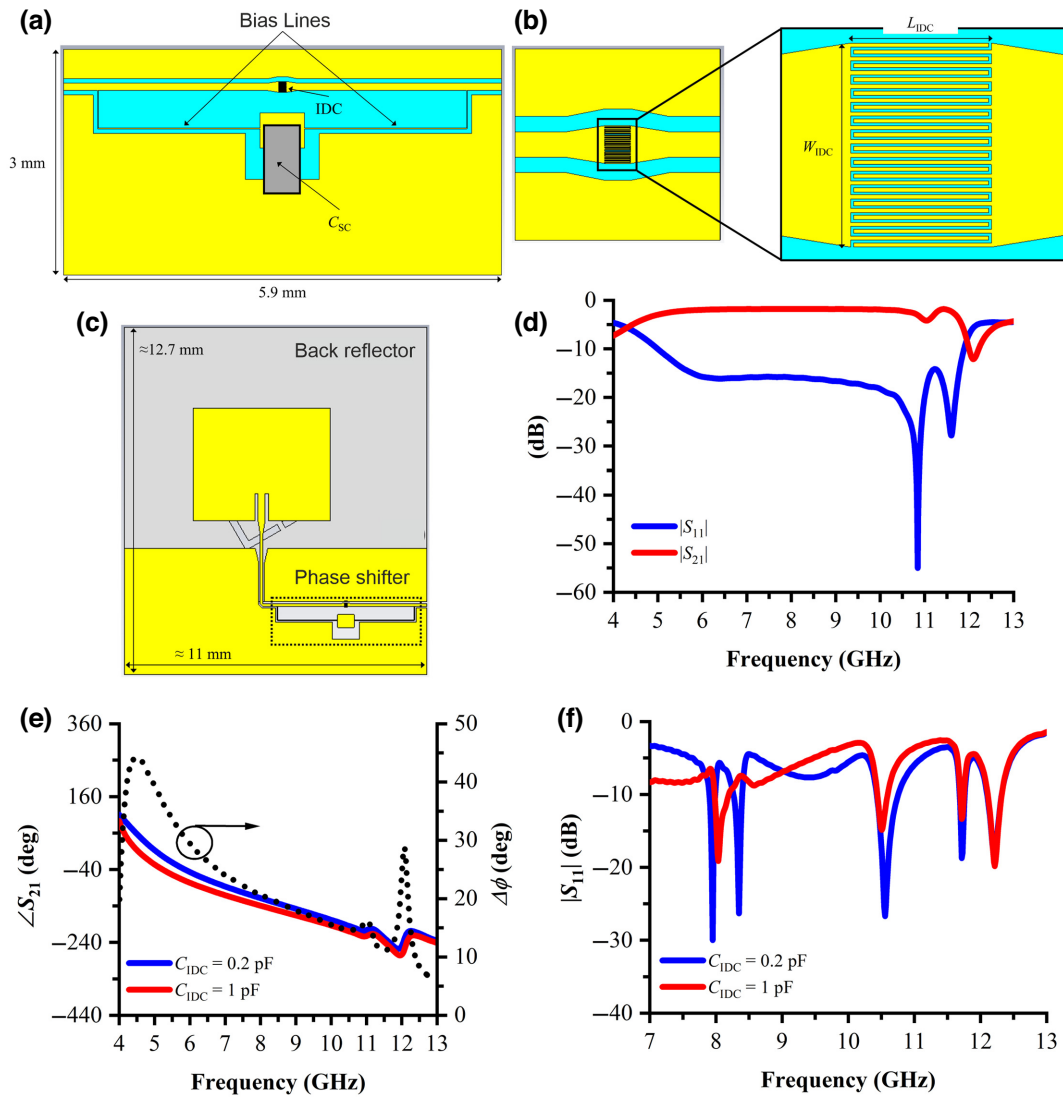 (a)
Bias Lines
IDC
3 mm
C_SC
5.9 mm
(b)
L_IDC
W_IDC
(c)
≈12.7 mm
Back reflector
Phase shifter
≈ 11 mm
(d)
0
−10
−20
−30
−40
−50
−60
(dB)
|S_11|
|S_21|
4 5 6 7 8 9 10 11 12 13
Frequency (GHz)
(e)
360
160
−40
−240
−440
∠S_21 (deg)
50
40
30
20
10
0
Δϕ (deg)
C_IDC = 0.2 pF
C_IDC = 1 pF
4 5 6 7 8 9 10 11 12 13
Frequency (GHz)
(f)
0
−10
−20
−30
−40
|S_11| (dB)
C_IDC = 0.2 pF
C_IDC = 1 pF
7 8 9 10 11 12 13
Frequency (GHz)